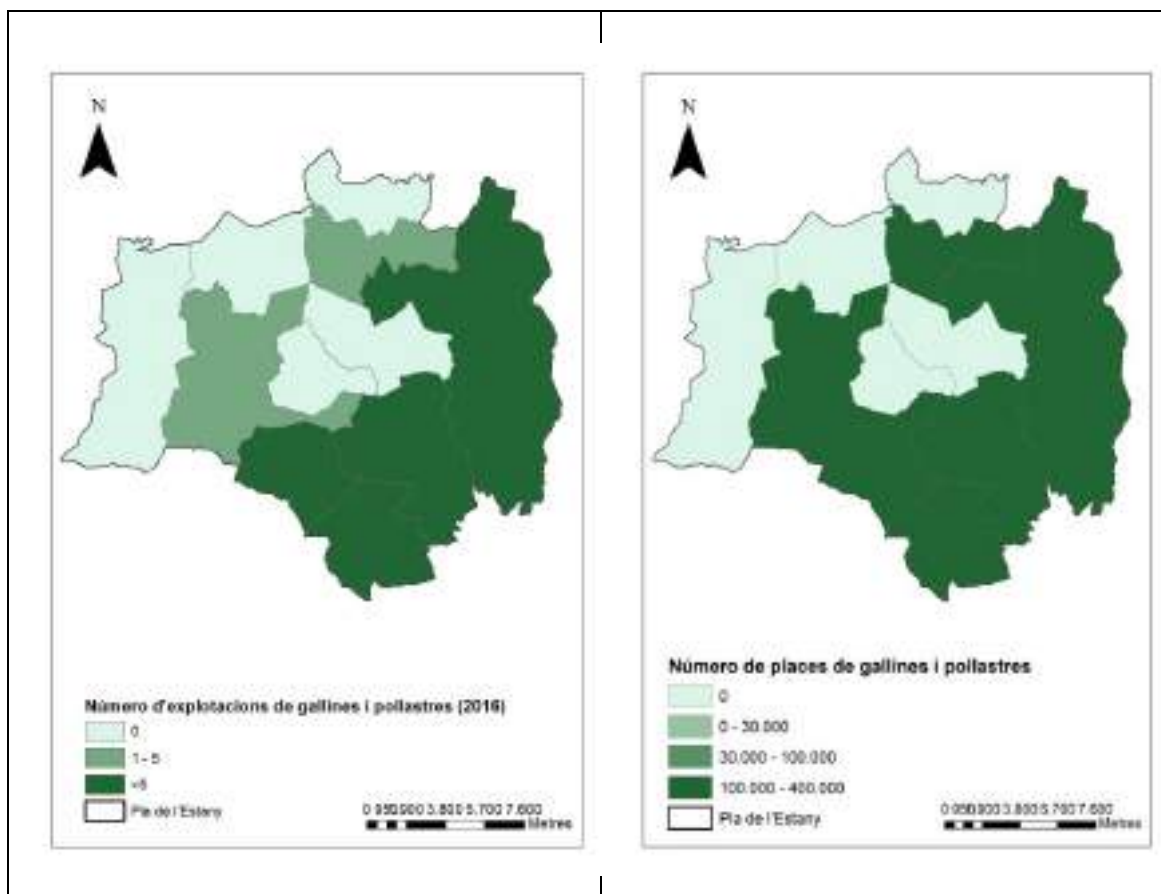 N
Número d'explotacions de gallines i pollastres (2016)
0
1 - 5
Pla de l'Estany
Metres
N
Número de places de gallines i pollastres
0
0 - 30.000
30.000 - 100.000
100.000 - 400.000
Pla de l'Estany
Metres